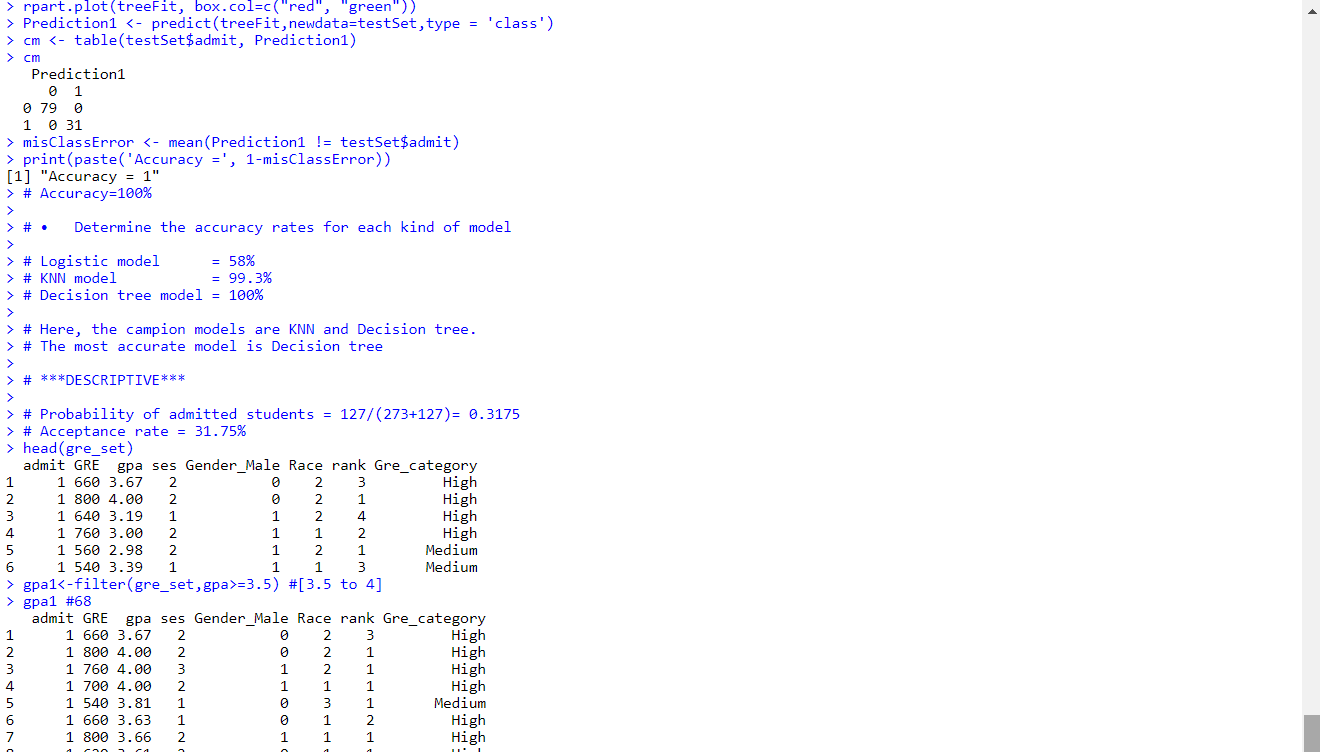 > rpart.plot(treeFit, box.col=c("red", "green"))
> Prediction1 <- predict(treeFit,newdata=testSet,type = 'class')
> cm <- table(testSet$admit, Prediction1)
> cm
   Prediction1
     0  1
  0 79  0
  1  0 31
> misClassError <- mean(Prediction1 != testSet$admit)
> print(paste('Accuracy =', 1-misClassError))
[1] "Accuracy = 1"
> # Accuracy=100%
>
> # •   Determine the accuracy rates for each kind of model
>
> # Logistic model      = 58%
> # KNN model           = 99.3%
> # Decision tree model = 100%
>
> # Here, the campion models are KNN and Decision tree.
> # The most accurate model is Decision tree
>
> # ***DESCRIPTIVE***
>
> # Probability of admitted students = 127/(273+127)= 0.3175
> # Acceptance rate = 31.75%
> head(gre_set)
  admit GRE  gpa ses Gender_Male Race rank Gre_category
1     1 660 3.67   2           0    2    3         High
2     1 800 4.00   2           0    2    1         High
3     1 640 3.19   1           1    2    4         High
4     1 760 3.00   2           1    1    2         High
5     1 560 2.98   2           1    2    1       Medium
6     1 540 3.39   1           1    1    3       Medium
> gpa1<-filter(gre_set,gpa>=3.5) #[3.5 to 4]
> gpa1 #68
   admit GRE  gpa ses Gender_Male Race rank Gre_category
1      1 660 3.67   2           0    2    3         High
2      1 800 4.00   2           0    2    1         High
3      1 760 4.00   3           1    2    1         High
4      1 700 4.00   2           1    1    1         High
5      1 540 3.81   1           0    3    1       Medium
6      1 660 3.63   1           0    1    2         High
7      1 800 3.66   2           1    1    1         High